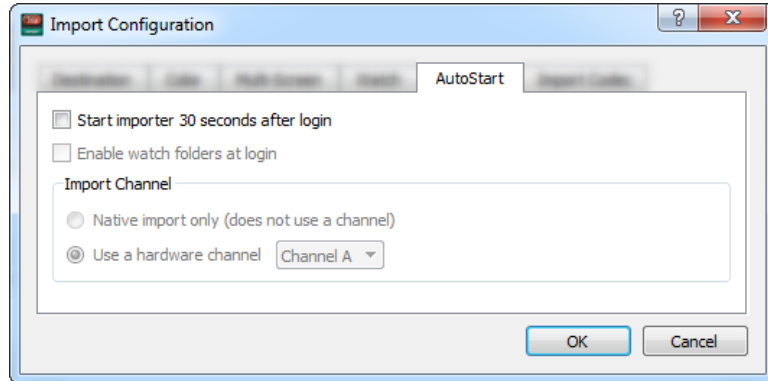 Import Configuration
AutoStart
Start importer 30 seconds after login
Enable watch folders at login
Import Channel
Native import only (does not use a channel)
Use a hardware channel Channel A
OK Cancel